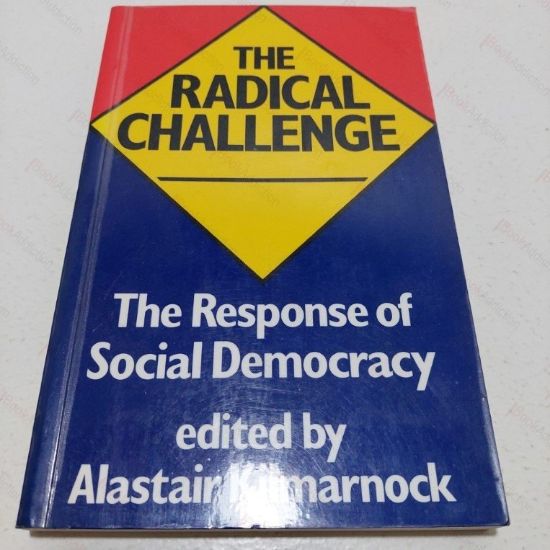 THE
RADICAL
CHALLENGE
The Response of
Social Democracy
edited by
Alastair Kilmarnock